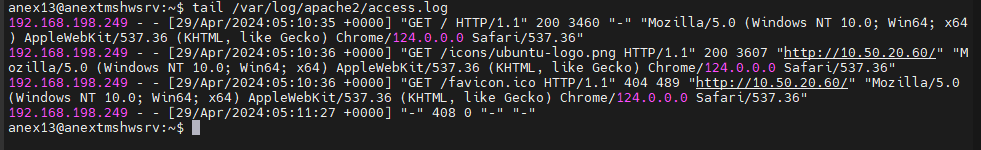 anex13@anextmshwsrv:~$ tail /var/log/apache2/access.log
192.168.198.249 - - [29/Apr/2024:05:10:35 +0000] "GET / HTTP/1.1" 200 3460 "-" "Mozilla/5.0 (Windows NT 10.0; Win64; x64
) AppleWebKit/537.36 (KHTML, like Gecko) Chrome/124.0.0.0 Safari/537.36"
192.168.198.249 - - [29/Apr/2024:05:10:36 +0000] "GET /icons/ubuntu-logo.png HTTP/1.1" 200 3607 "http://10.50.20.60/" "M
ozilla/5.0 (Windows NT 10.0; Win64; x64) AppleWebKit/537.36 (KHTML, like Gecko) Chrome/124.0.0.0 Safari/537.36"
192.168.198.249 - - [29/Apr/2024:05:10:36 +0000] "GET /favicon.ico HTTP/1.1" 404 489 "http://10.50.20.60/" "Mozilla/5.0
(Windows NT 10.0; Win64; x64) AppleWebKit/537.36 (KHTML, like Gecko) Chrome/124.0.0.0 Safari/537.36"
192.168.198.249 - - [29/Apr/2024:05:11:27 +0000] "-" 408 0 "-" "-"
anex13@anextmshwsrv:~$